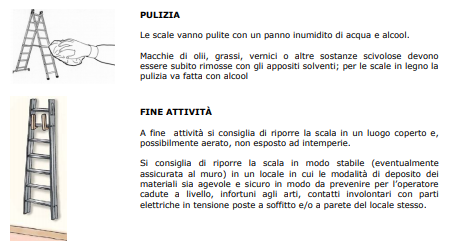 PULIZIA
Le scale vanno pulite con un panno inumidito di acqua e alcool.
Macchie di olii, grassi, vernici o altre sostanze scivolose devono
essere subito rimosse con gli appositi solventi; per le scale in legno la
pulizia va fatta con alcool
FINE ATTIVITÀ
A fine attività si consiglia di riporre la scala in un luogo coperto e,
possibilmente aerato, non esposto ad intemperie.
Si consiglia di riporre la scala in modo stabile (eventualmente
assicurata al muro) in un locale in cui le modalità di deposito dei
materiali sia agevole e sicuro in modo da prevenire per l'operatore
cadute a livello, infortuni agli arti, contatti involontari con parti
elettriche in tensione poste a soffitto e/o a parete del locale stesso.